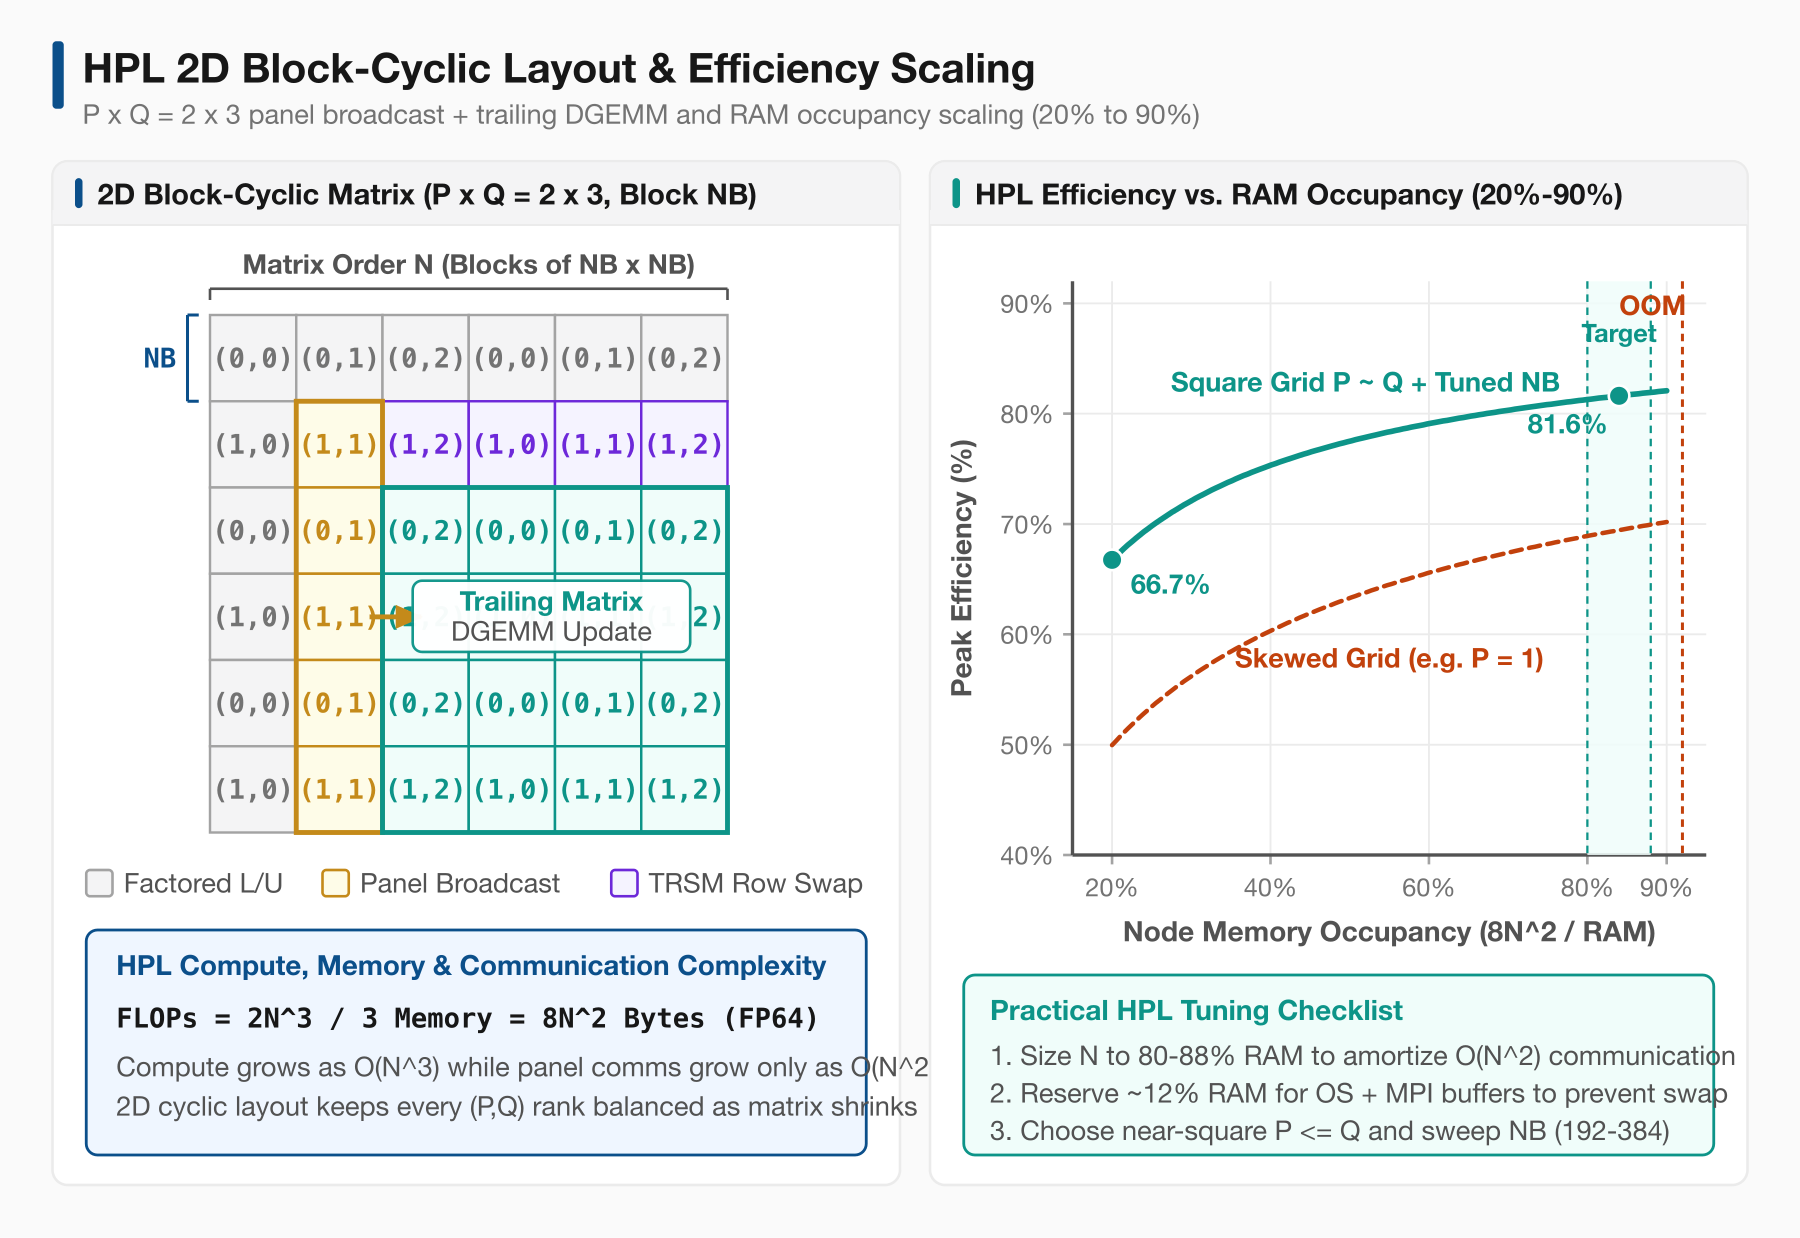 HPL 2D Block-Cyclic Layout & Efficiency Scaling
P x Q = 2 x 3 panel broadcast + trailing DGEMM and RAM occupancy scaling (20% to 90%)
2D Block-Cyclic Matrix (P x Q = 2 x 3, Block NB)
Matrix Order N (Blocks of NB x NB)
NB
(0,0) (0,1) (0,2) (0,0) (0,1) (0,2)
(1,0) (1,1) (1,2) (1,0) (1,1) (1,2)
(0,0) (0,1) (0,2) (0,0) (0,1) (0,2)
(1,0) (1,1) 2)
Trailing Matrix
DGEMM Update
(0,0) (0,1) (0,2) (0,0) (0,1) (0,2)
(1,0) (1,1) (1,2) (1,0) (1,1) (1,2)
Factored L/U
Panel Broadcast
TRSM Row Swap
HPL Compute, Memory & Communication Complexity
FLOPs = 2N^3 / 3 Memory = 8N^2 Bytes (FP64)
Compute grows as O(N^3) while panel comms grow only as O(N^2
2D cyclic layout keeps every (P,Q) rank balanced as matrix shrinks
HPL Efficiency vs. RAM Occupancy (20%-90%)
Peak Efficiency (%)
90%
80%
70%
60%
50%
40%
OOM
Target
Square Grid P ~ Q + Tuned NB
81.6%
66.7%
Skewed Grid (e.g. P = 1)
20% 40% 60% 80% 90%
Node Memory Occupancy (8N^2 / RAM)
Practical HPL Tuning Checklist
1. Size N to 80-88% RAM to amortize O(N^2) communication
2. Reserve ~12% RAM for OS + MPI buffers to prevent swap
3. Choose near-square P <= Q and sweep NB (192-384)